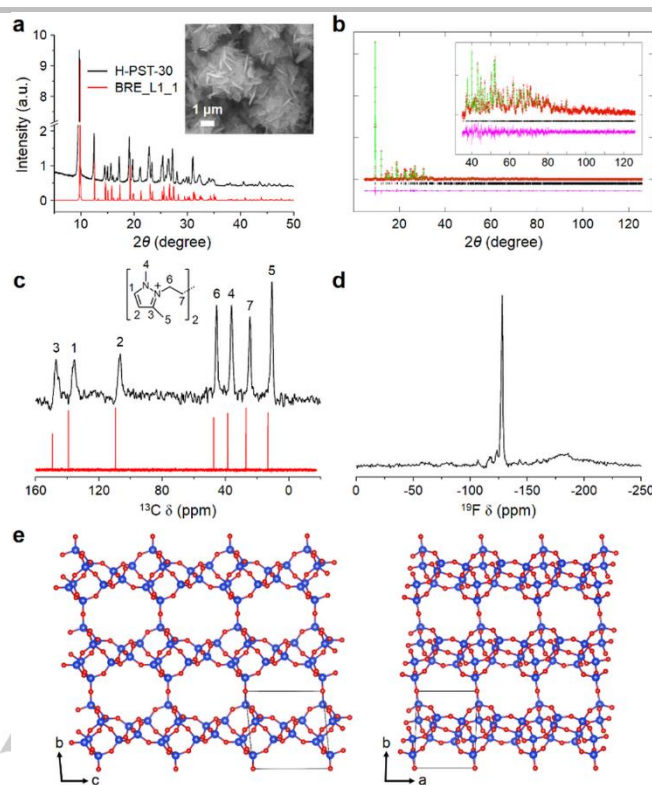 a
10
9
8
2
1
0
Intensity (a.u.)
H-PST-30
BRE_L1_1
1 μm
5 10 20 30 40 50
2θ (degree)
b
40 60 80 100 120
0 20 40 60 80 100 120
2θ (degree)
c
4
1 N N+ 6
2 3 5 7
2
3 1 2 6 4 7 5
160 120 80 40 0
13C δ (ppm)
d
0 -50 -100 -150 -200 -250
19F δ (ppm)
e
b
c
b
a